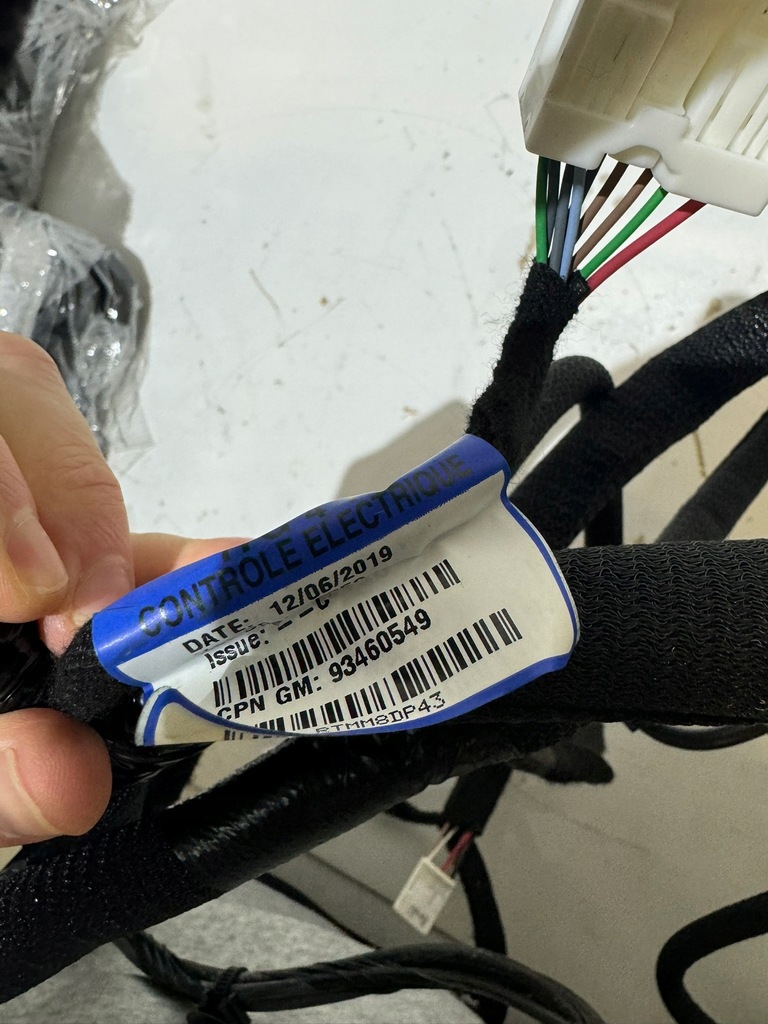 CONTROLE ELECTRIQUE
DATE: 12/06/2019
Issue:
CPN GM: 93460549